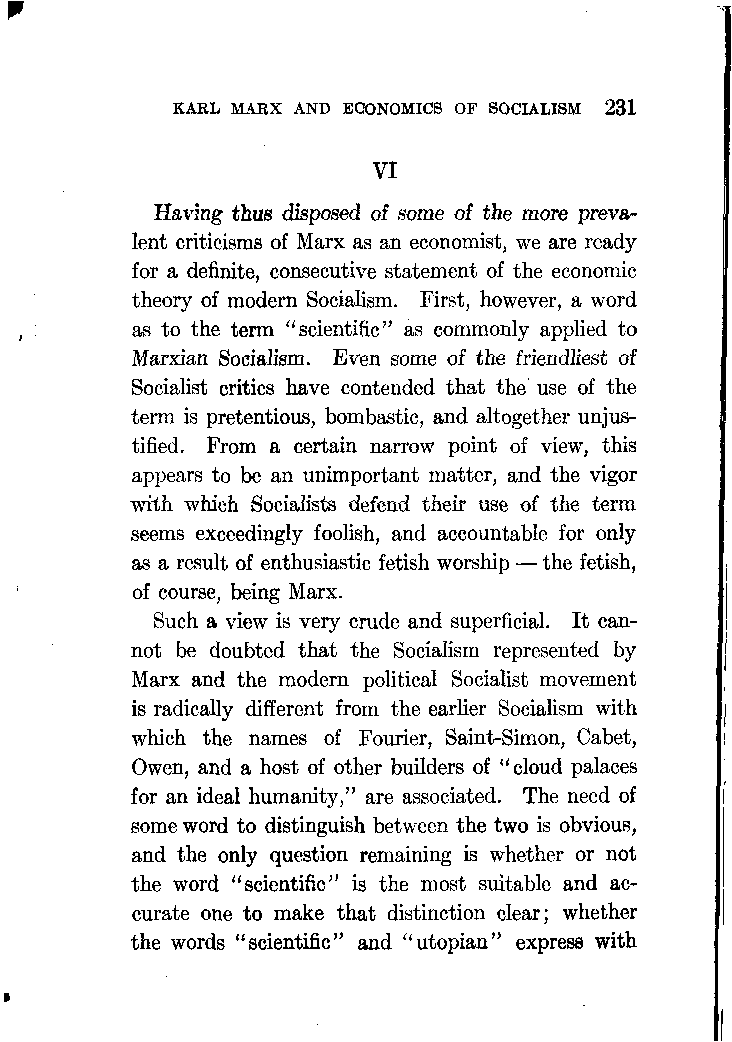 KARL MARX AND ECONOMICS OF SOCIALISM 231
VI
Having thus disposed of some of the more preva-
lent criticisms of Marx as an economist, we are ready
for a definite, consecutive statement of the economic
theory of modern Socialism. First, however, a word
as to the term "scientific" as commonly applied to
Marxian Socialism. Even some of the friendliest of
Socialist critics have contended that the use of the
term is pretentious, bombastic, and altogether unjus-
tified. From a certain narrow point of view, this
appears to be an unimportant matter, and the vigor
with which Socialists defend their use of the term
seems exceedingly foolish, and accountable for only
as a result of enthusiastic fetish worship — the fetish,
of course, being Marx.
Such a view is very crude and superficial. It can-
not be doubted that the Socialism represented by
Marx and the modern political Socialist movement
is radically different from the earlier Socialism with
which the names of Fourier, Saint-Simon, Cabet,
Owen, and a host of other builders of "cloud palaces
for an ideal humanity," are associated. The need of
some word to distinguish between the two is obvious,
and the only question remaining is whether or not
the word "scientific" is the most suitable and ac-
curate one to make that distinction clear; whether
the words "scientific" and "utopian" express with